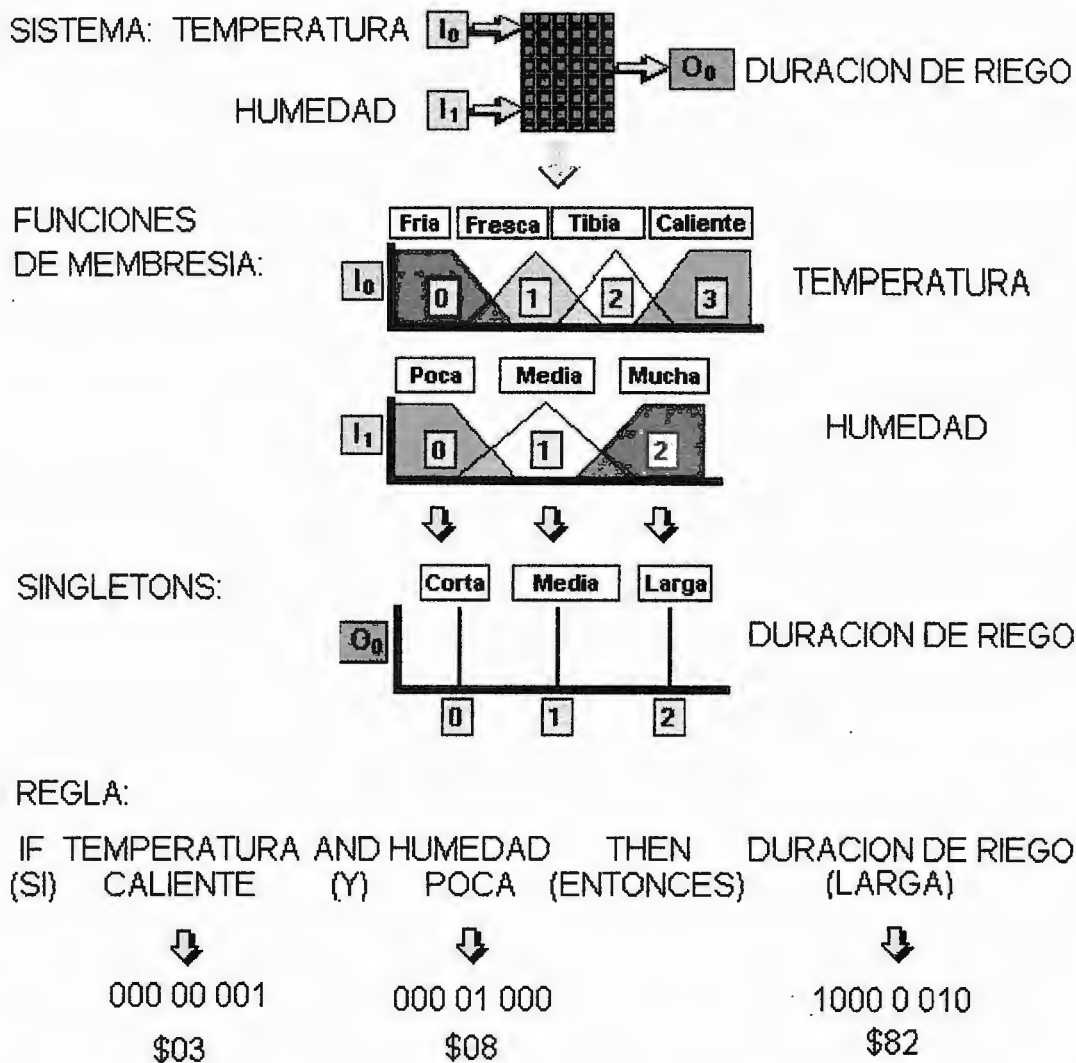 SISTEMA: TEMPERATURA I0
O0 DURACION DE RIEGO
HUMEDAD I1
FUNCIONES
DE MEMBRESIA:
Fria Fresca Tibia Caliente
I0 0 1 2 3 TEMPERATURA
Poca Media Mucha
I1 0 1 2 HUMEDAD
SINGLETONS:
Corta Media Larga
O0 DURACION DE RIEGO
0 1 2
REGLA:
IF TEMPERATURA AND HUMEDAD THEN DURACION DE RIEGO
(SI) CALIENTE (Y) POCA (ENTONCES) (LARGA)
000 00 001 000 01 000 1000 0 010
$03 $08 $82